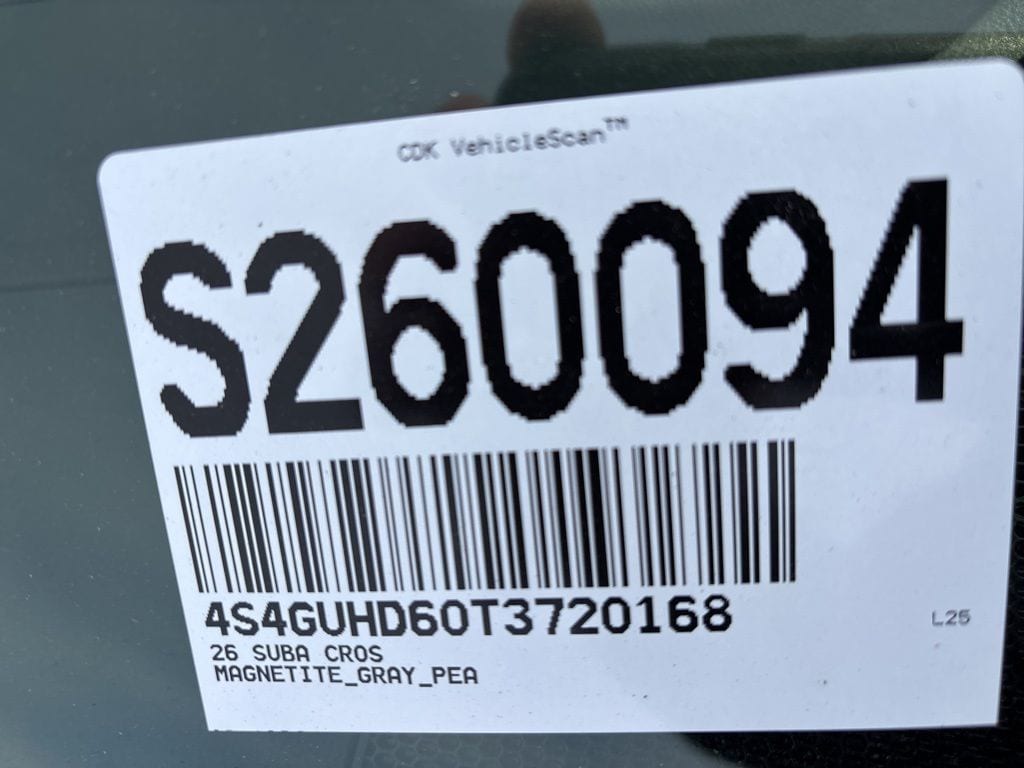 CDK VehicleScan™
S260094
4S4GUHD60T3720168
L25
26 SUBA CROS
MAGNETITE_GRAY_PEA